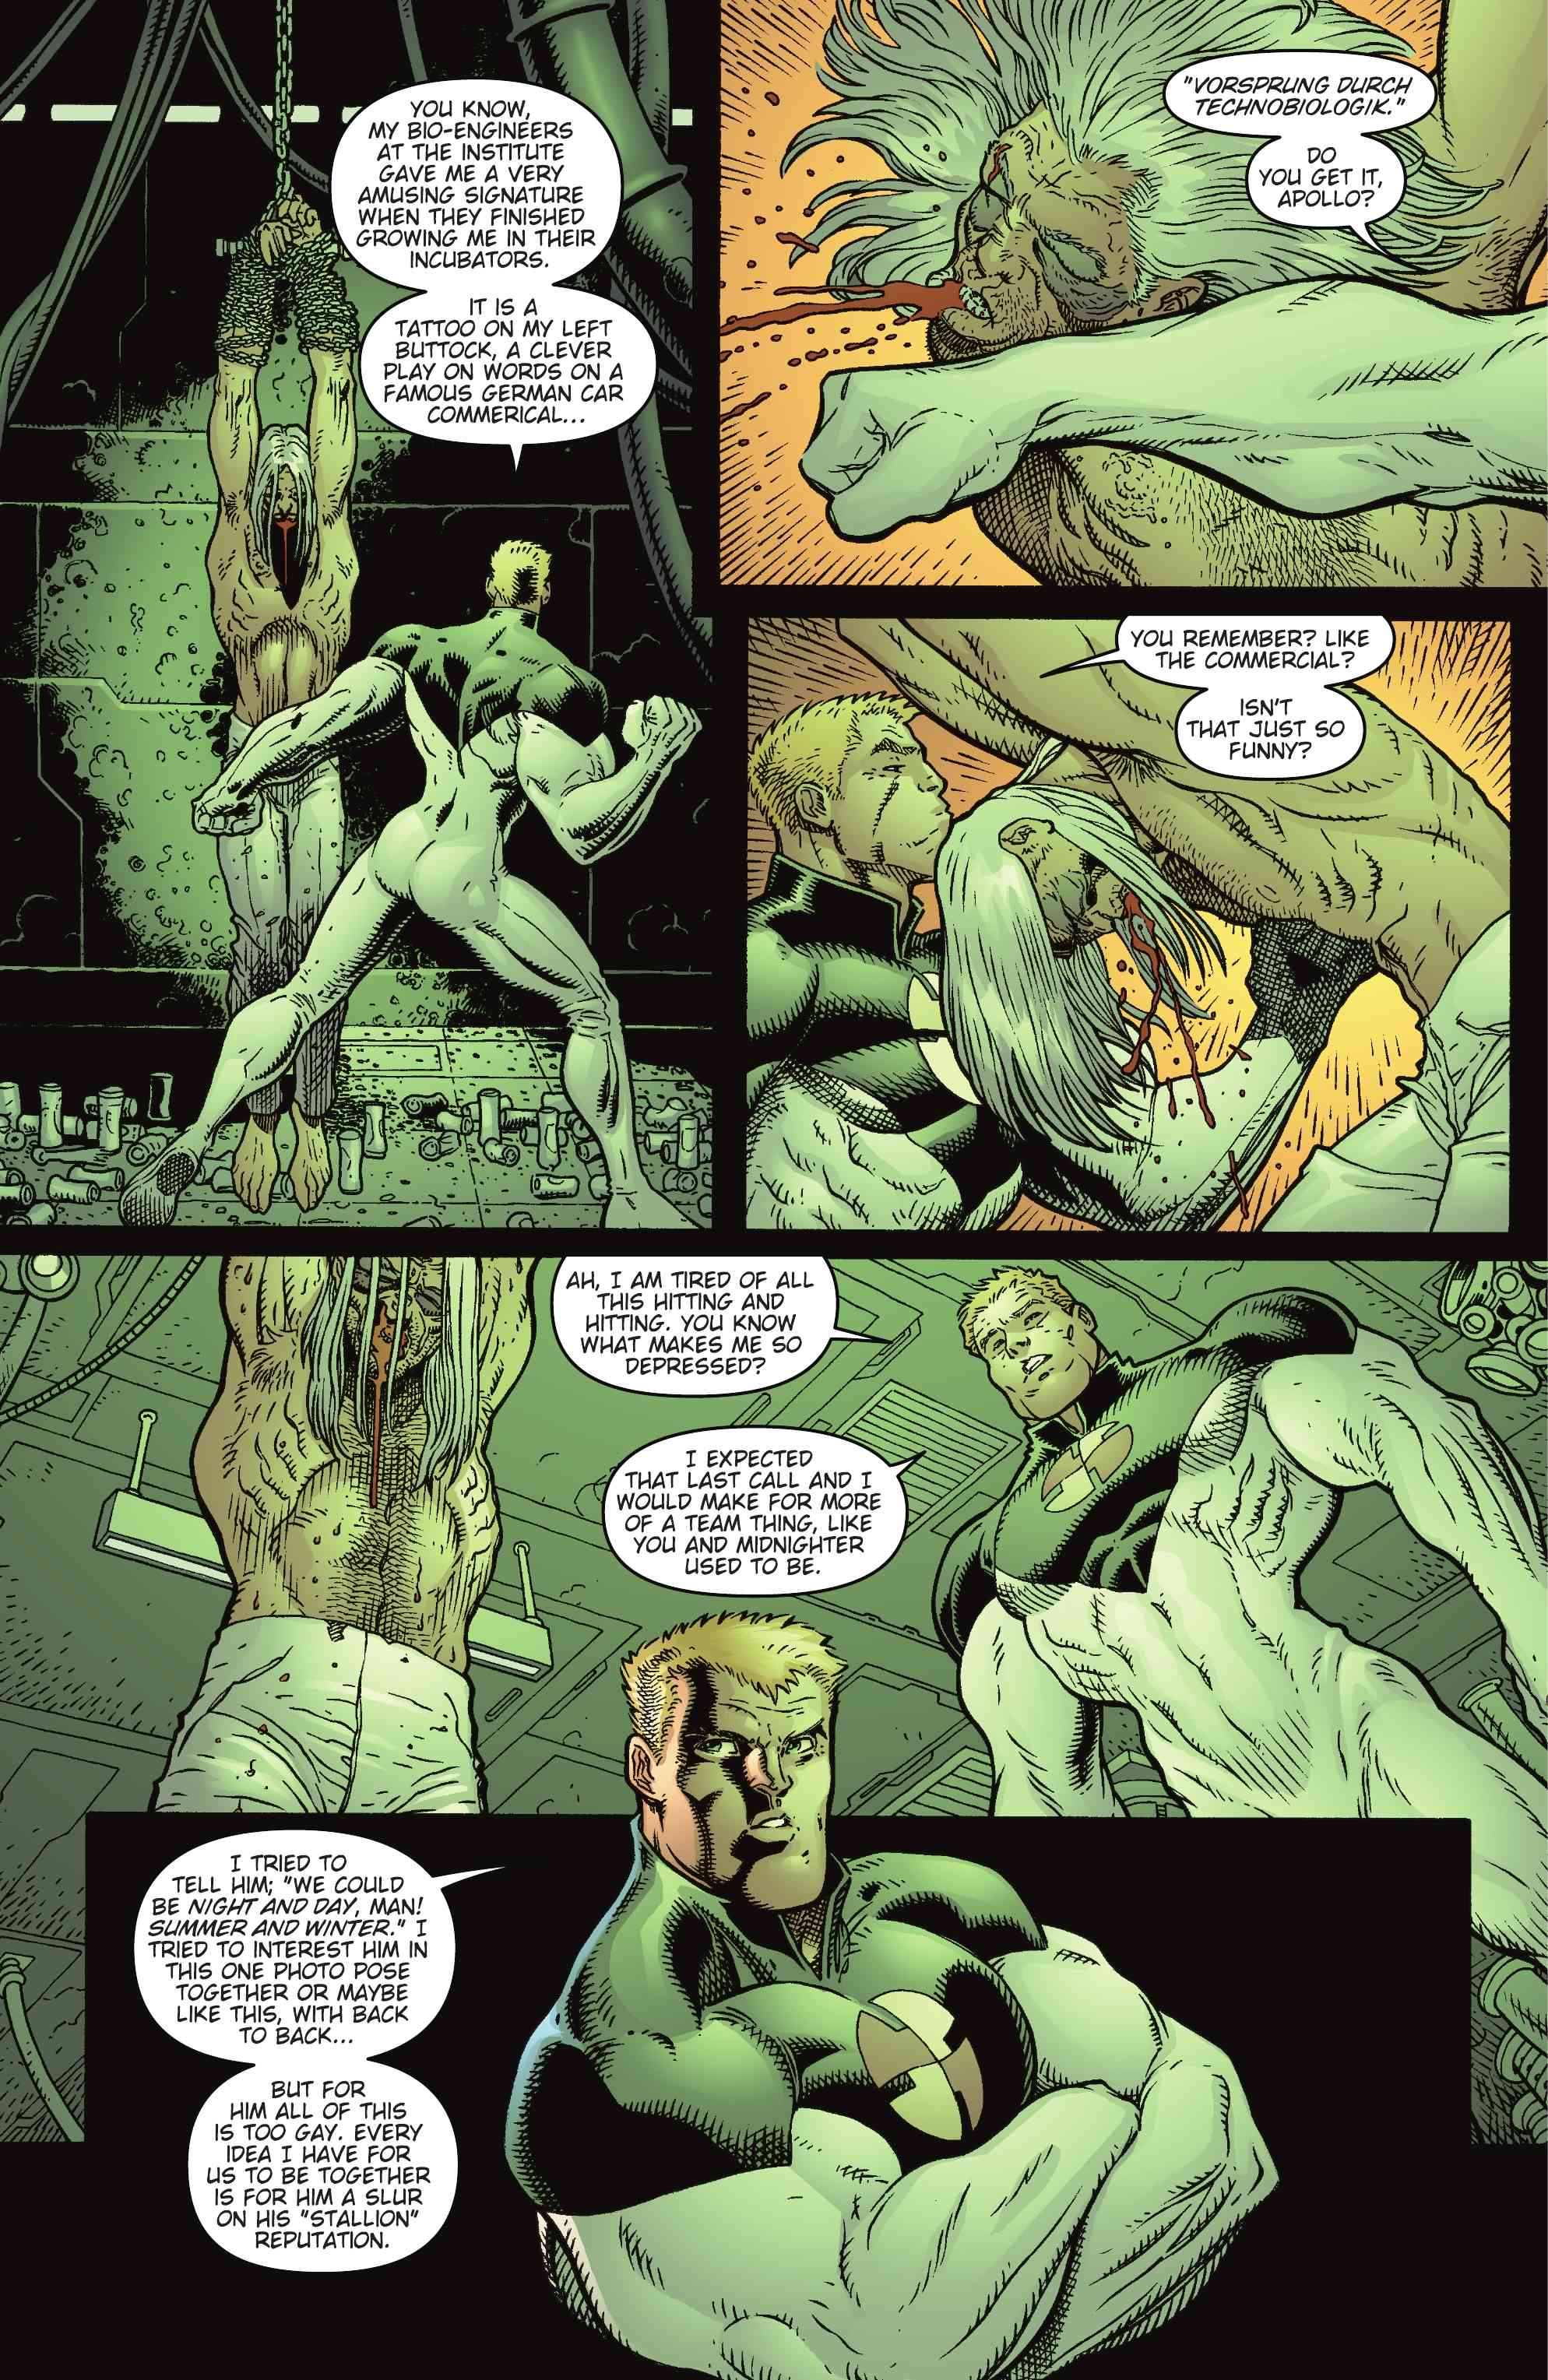 YOU KNOW,
MY BIO-ENGINEERS
AT THE INSTITUTE
GAVE ME A VERY
AMUSING SIGNATURE
WHEN THEY FINISHED
GROWING ME IN THEIR
INCUBATORS.
IT IS A
TATTOO ON MY LEFT
BUTTOCK, A CLEVER
PLAY ON WORDS ON A
FAMOUS GERMAN CAR
COMMERICAL...
"VORSPRUNG DURCH
TECHNOBIOLOGIK."
DO
YOU GET IT,
APOLLO?
YOU REMEMBER? LIKE
THE COMMERCIAL?
ISN'T
THAT JUST SO
FUNNY?
AH, I AM TIRED OF ALL
THIS HITTING AND
HITTING. YOU KNOW
WHAT MAKES ME SO
DEPRESSED?
I EXPECTED
THAT LAST CALL AND I
WOULD MAKE FOR MORE
OF A TEAM THING, LIKE
YOU AND MIDNIGHTER
USED TO BE.
I TRIED TO
TELL HIM; "WE COULD
BE NIGHT AND DAY, MAN!
SUMMER AND WINTER." I
TRIED TO INTEREST HIM IN
THIS ONE PHOTO POSE
TOGETHER OR MAYBE
LIKE THIS, WITH BACK
TO BACK...
BUT FOR
HIM ALL OF THIS
IS TOO GAY. EVERY
IDEA I HAVE FOR
US TO BE TOGETHER
IS FOR HIM A SLUR
ON HIS "STALLION"
REPUTATION.